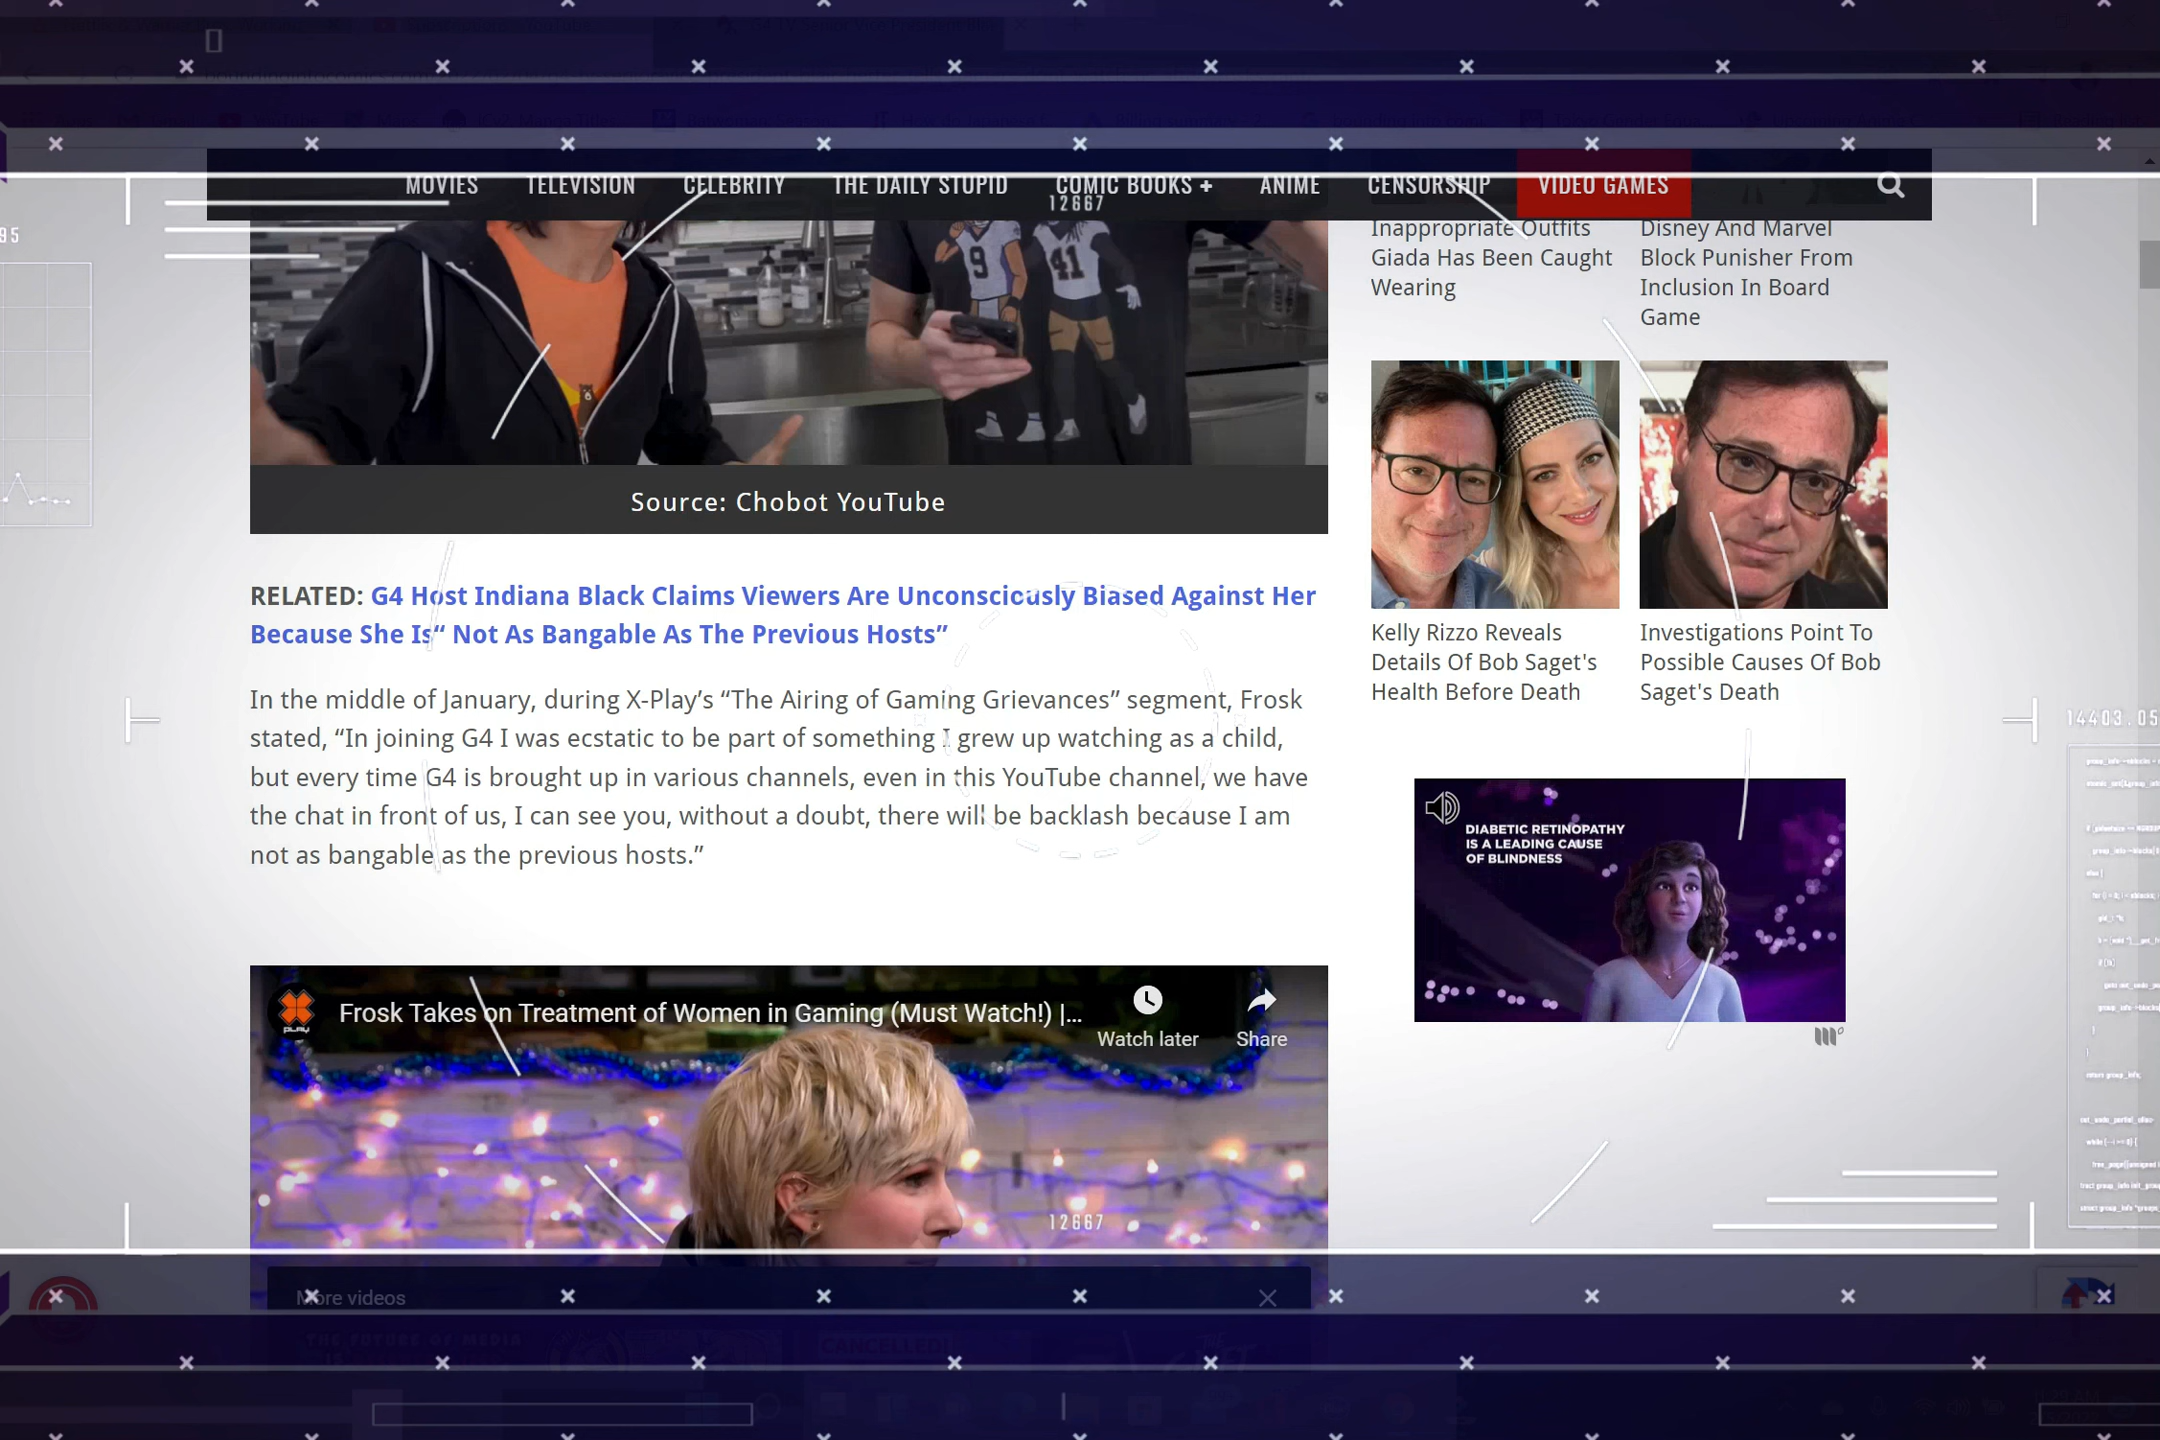 MOVIES TELEVISION CELEBRITY THE DAILY STUPID COMIC BOOKS + ANIME CENSORSHIP VIDEO GAMES
12667
95
Source: Chobot YouTube
RELATED: G4 Host Indiana Black Claims Viewers Are Unconsciously Biased Against Her
Because She Is“ Not As Bangable As The Previous Hosts”
In the middle of January, during X-Play’s “The Airing of Gaming Grievances” segment, Frosk
stated, “In joining G4 I was ecstatic to be part of something I grew up watching as a child,
but every time G4 is brought up in various channels, even in this YouTube channel, we have
the chat in front of us, I can see you, without a doubt, there will be backlash because I am
not as bangable as the previous hosts.”
PLAY
Frosk Takes on Treatment of Women in Gaming (Must Watch!) |...
Watch later
Share
12667
More videos
Inappropriate Outfits
Giada Has Been Caught
Wearing
Disney And Marvel
Block Punisher From
Inclusion In Board
Game
9
41
Kelly Rizzo Reveals
Details Of Bob Saget's
Health Before Death
Investigations Point To
Possible Causes Of Bob
Saget's Death
14403.05
DIABETIC RETINOPATHY
IS A LEADING CAUSE
OF BLINDNESS
CANCELLED